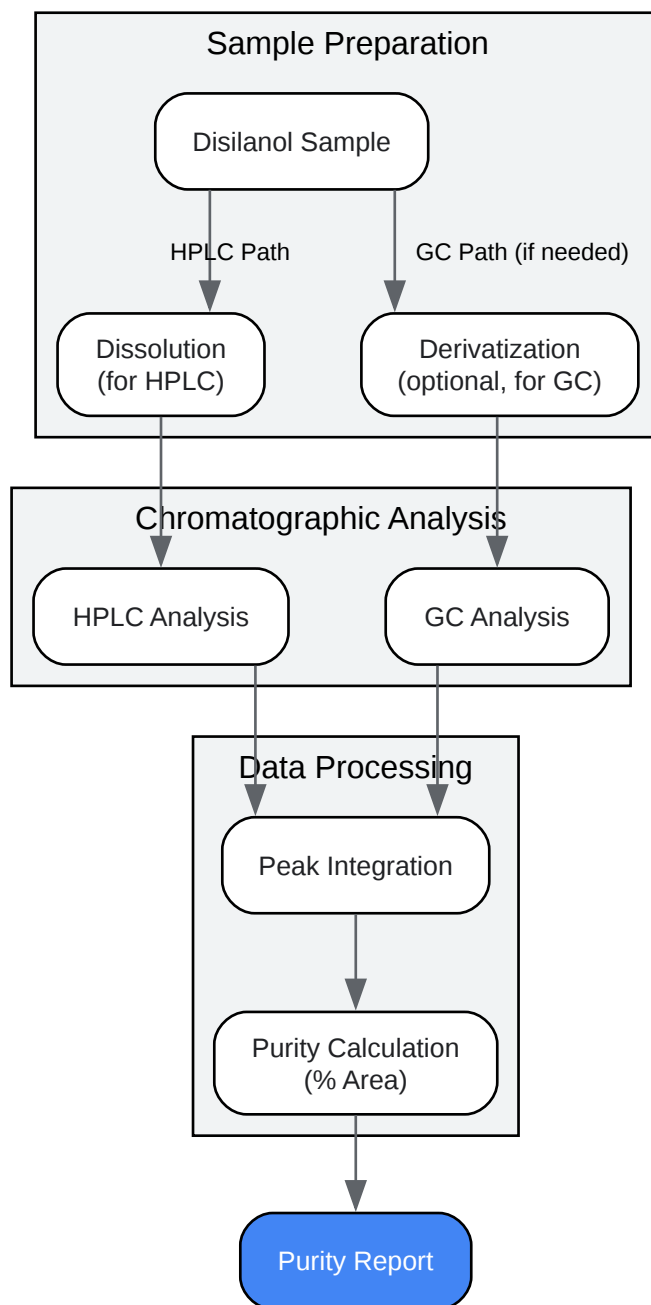 Sample Preparation
Disilanol Sample
HPLC Path
GC Path (if needed)
Dissolution
(for HPLC)
Derivatization
(optional, for GC)
Chromatographic Analysis
HPLC Analysis
GC Analysis
Data Processing
Peak Integration
Purity Calculation
(% Area)
Purity Report